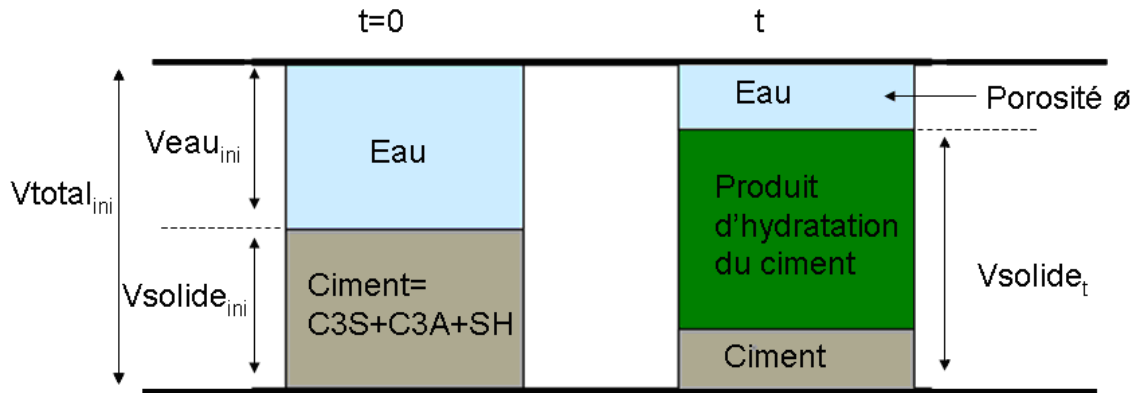 t=0
t
Vtotal_ini
Veau_ini
Vsolide_ini
Eau
Ciment=
C3S+C3A+SH
Eau
Produit
d'hydratation
du ciment
Ciment
Porosité ø
Vsolide_t